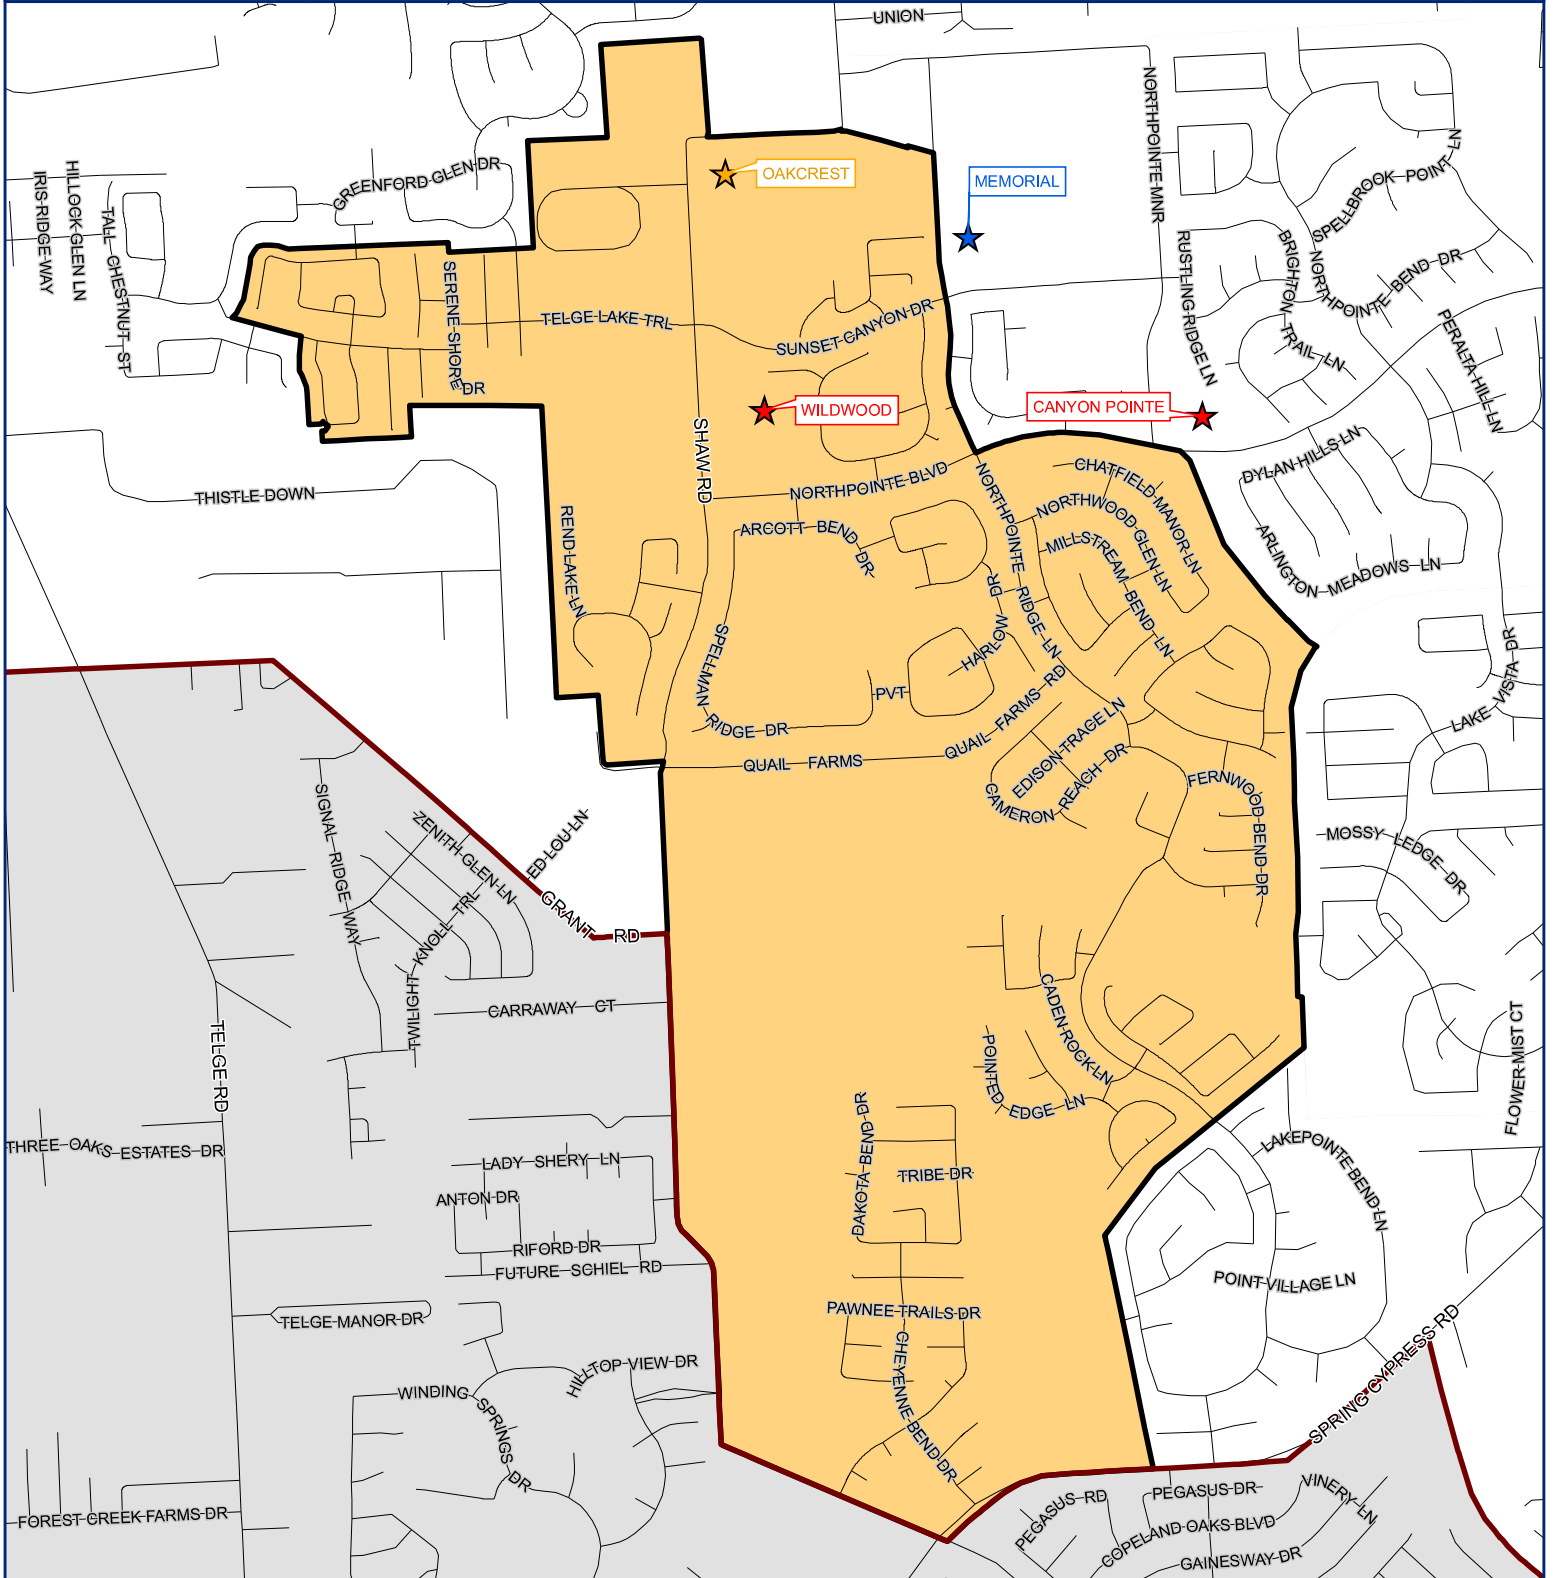 UNION
NORTHPOINTE MNR
OAKCREST
MEMORIAL
GREENFORD GLEN DR
HILLOCK GLEN LN
IRIS RIDGE WAY
TALL CHESTNUT ST
SPELLBROOK POINT LN
BRIGHTON TRAIL LN
NORTHPOINTE BEND DR
RUSTLING RIDGE LN
PERALTA HILL LN
SERENE SHORE DR
TELGE LAKE TRL
SUNSET CANYON DR
WILDWOOD
CANYON POINTE
SHAW RD
THISTLE DOWN
NORTHPOINTE BLVD
NORTHPOINTE RIDGE LN
CHATFIELD MANOR LN
NORTHWOOD GLEN LN
MILLSTREAM BEND LN
DYLAN HILLS LN
ARLINGTON MEADOWS LN
REND LAKE LN
ARCOTT BEND DR
HARLOW DR
SPELLMAN RIDGE DR
PVT
QUAIL FARMS RD
QUAIL FARMS
EDISON TRACE LN
CAMERON REACH DR
FERNWOOD BEND DR
LAKE VISTA DR
MOSSY LEDGE DR
SIGNAL RIDGE WAY
ZENITH GLEN LN
ED LOU LN
GRANT RD
TWILIGHT KNOLL TRL
CARRAWAY CT
TELGE RD
CADEN ROCK LN
POINTED EDGE LN
FLOWER MIST CT
THREE OAKS ESTATES DR
LADY SHERY LN
ANTON DR
RIFORD DR
FUTURE SCHIEL RD
DAKOTA BEND DR
TRIBE DR
LAKEPOINTE BEND LN
POINT VILLAGE LN
TELGE MANOR DR
PAWNEE TRAILS DR
CHEYENNE BEND DR
SPRING CYPRESS RD
HILLTOP VIEW DR
WINDING SPRINGS DR
FOREST CREEK FARMS DR
PEGASUS RD
PEGASUS DR
VINERY LN
COPELAND OAKS BLVD
GAINESWAY DR